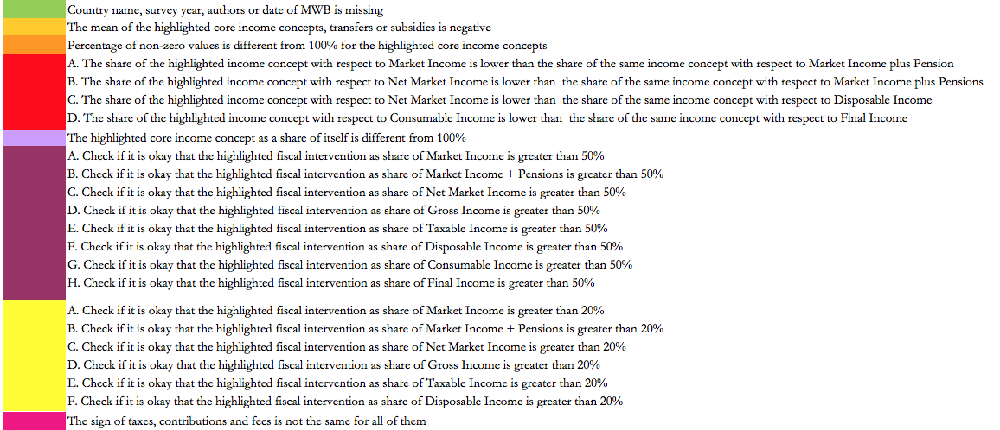 Country name, survey year, authors or date of MWB is missing
The mean of the highlighted core income concepts, transfers or subsidies is negative
Percentage of non-zero values is different from 100% for the highlighted core income concepts
A. The share of the highlighted income concept with respect to Market Income is lower than the share of the same income concept with respect to Market Income plus Pension
B. The share of the highlighted income concept with respect to Net Market Income is lower than  the share of the same income concept with respect to Market Income plus Pensions
C. The share of the highlighted income concept with respect to Net Market Income is lower than  the share of the same income concept with respect to Disposable Income
D. The share of the highlighted income concept with respect to Consumable Income is lower than  the share of the same income concept with respect to Final Income
The highlighted core income concept as a share of itself is different from 100%
A. Check if it is okay that the highlighted fiscal intervention as share of Market Income is greater than 50%
B. Check if it is okay that the highlighted fiscal intervention as share of Market Income + Pensions is greater than 50%
C. Check if it is okay that the highlighted fiscal intervention as share of Net Market Income is greater than 50%
D. Check if it is okay that the highlighted fiscal intervention as share of Gross Income is greater than 50%
E. Check if it is okay that the highlighted fiscal intervention as share of Taxable Income is greater than 50%
F. Check if it is okay that the highlighted fiscal intervention as share of Disposable Income is greater than 50%
G. Check if it is okay that the highlighted fiscal intervention as share of Consumable Income is greater than 50%
H. Check if it is okay that the highlighted fiscal intervention as share of Final Income is greater than 50%
A. Check if it is okay that the highlighted fiscal intervention as share of Market Income is greater than 20%
B. Check if it is okay that the highlighted fiscal intervention as share of Market Income + Pensions is greater than 20%
C. Check if it is okay that the highlighted fiscal intervention as share of Net Market Income is greater than 20%
D. Check if it is okay that the highlighted fiscal intervention as share of Gross Income is greater than 20%
E. Check if it is okay that the highlighted fiscal intervention as share of Taxable Income is greater than 20%
F. Check if it is okay that the highlighted fiscal intervention as share of Disposable Income is greater than 20%
The sign of taxes, contributions and fees is not the same for all of them